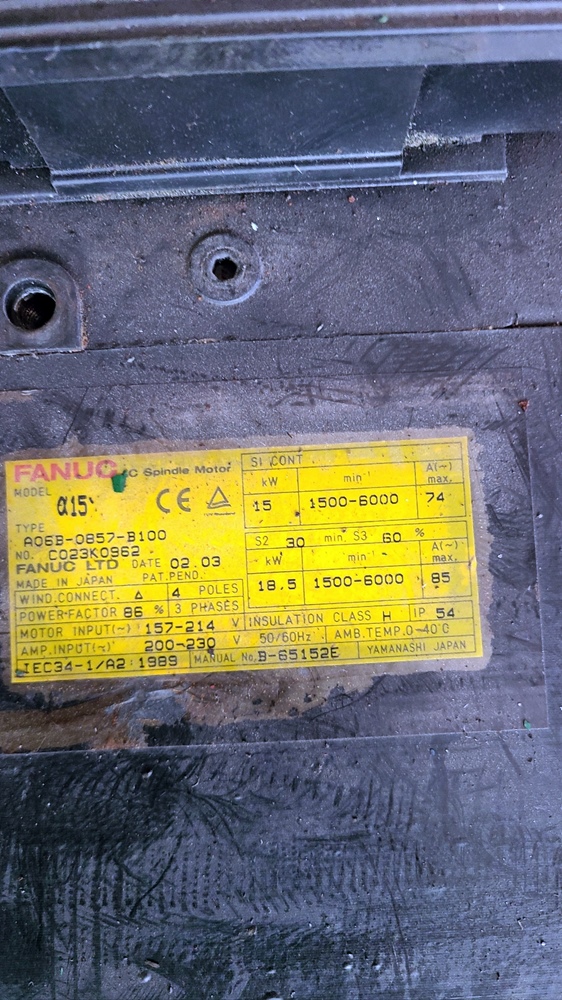 FANUC AC Spindle Motor
MODEL α15
TYPE A06B-0857-B100
NO. C023K0962
FANUC LTD DATE 02.03
MADE IN JAPAN PAT.PEND.
WIND.CONNECT. Δ 4 POLES
POWER FACTOR 86 % 3 PHASES
MOTOR INPUT(~) 157-214 V
AMP.INPUT(~) 200-230 V 50/60Hz
IEC34-1/A2:1989 MANUAL No. B-65152E
CE
S1 CONT
kW min⁻¹ A(~) max.
15 1500-6000 74
S2 30 min. S3 60 %
kW min⁻¹ A(~) max.
18.5 1500-6000 85
INSULATION CLASS H IP 54
AMB.TEMP.0-40°C
YAMANASHI JAPAN